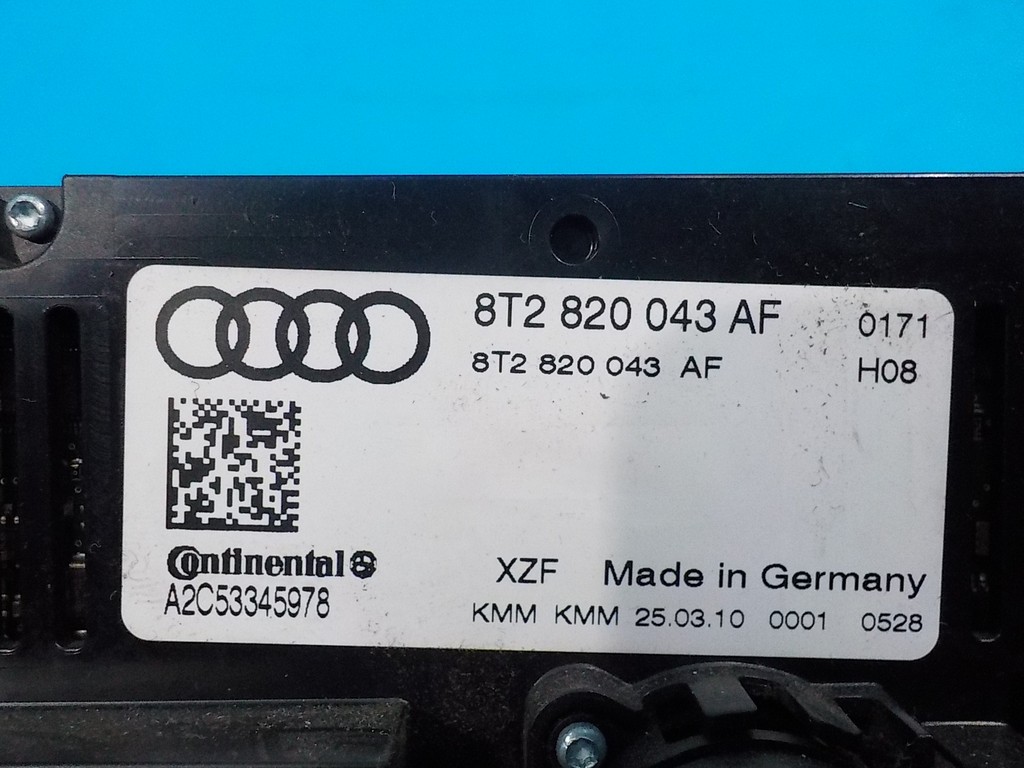 8T2 820 043 AF 0171
8T2 820 043 AF H08
Continental
A2C53345978
XZF Made in Germany
KMM KMM 25.03.10 0001 0528